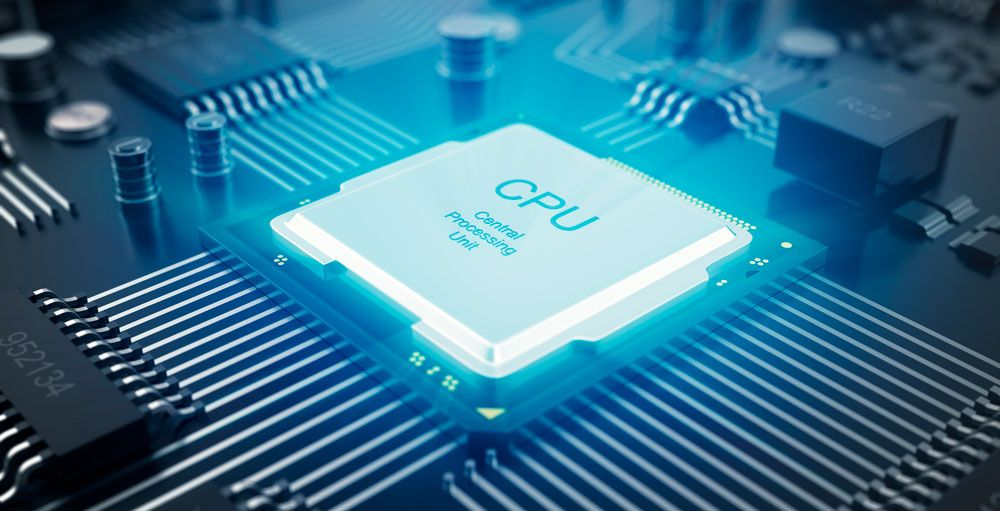 CPU
Central
Processing
Unit
R22
952134